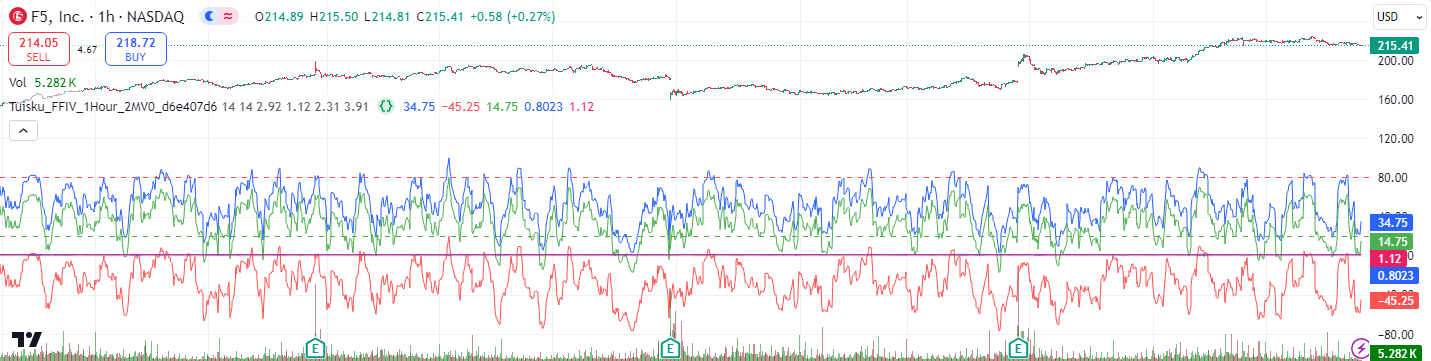 F5, Inc. · 1h · NASDAQ O214.89 H215.50 L214.81 C215.41 +0.58 (+0.27%) USD
214.05 SELL 4.67 218.72 BUY
215.41
200.00
Vol 5.282 K
Tuisku_FFIV_1Hour_2MV0_d6e407d6 14 14 2.92 1.12 2.31 3.91 {} 34.75 −45.25 14.75 0.8023 1.12
160.00
120.00
80.00
34.75
14.75
1.12
0.8023
−45.25
−80.00
E E E
5.282 K